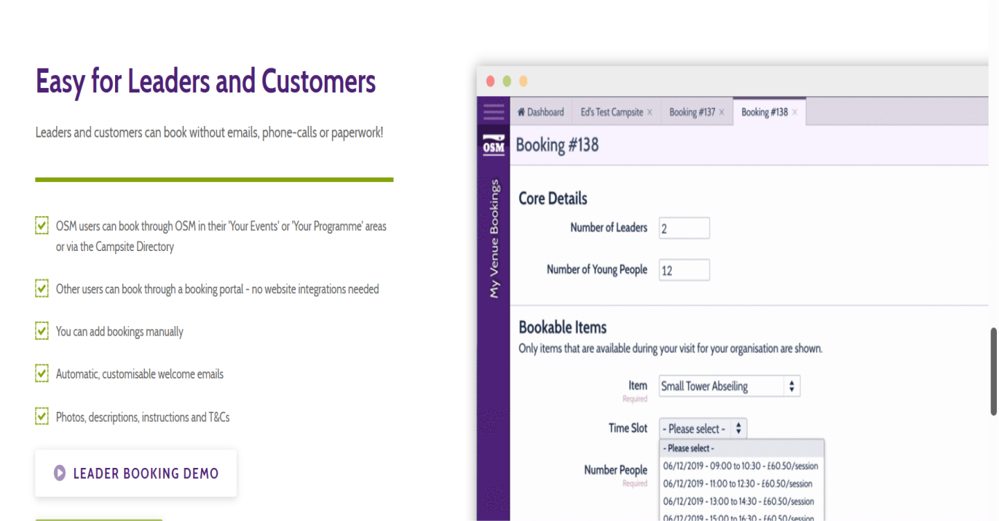 Easy for Leaders and Customers
Leaders and customers can book without emails, phone-calls or paperwork!
OSM users can book through OSM in their 'Your Events' or 'Your Programme' areas
or via the Campsite Directory
Other users can book through a booking portal - no website integrations needed
You can add bookings manually
Automatic, customisable welcome emails
Photos, descriptions, instructions and T&Cs
LEADER BOOKING DEMO
Dashboard
Ed's Test Campsite ×
Booking #137 ×
Booking #138 ×
OSM
My Venue Bookings
Booking #138
Core Details
Number of Leaders
2
Number of Young People
12
Bookable Items
Only items that are available during your visit for your organisation are shown.
Item
Required
Small Tower Abseiling
Time Slot
- Please select -
- Please select -
Number People
Required
06/12/2019 - 09:00 to 10:30 - £60.50/session
06/12/2019 - 11:00 to 12:30 - £60.50/session
06/12/2019 - 13:00 to 14:30 - £60.50/session
06/12/2019 - 15:00 to 16:30 - £60.50/session